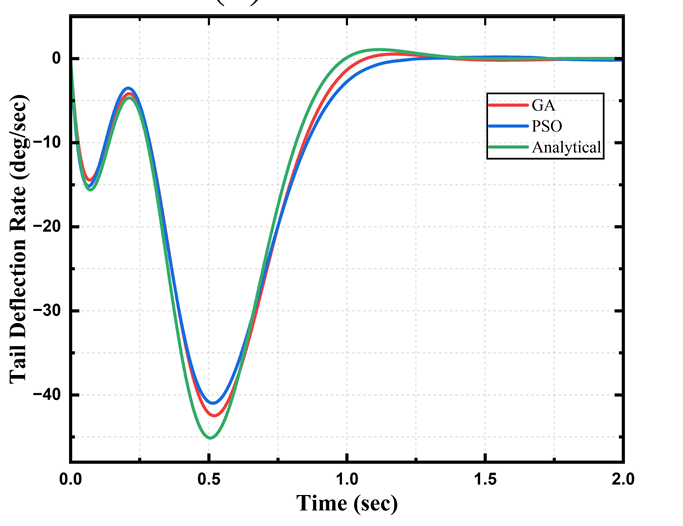 0
−10
−20
−30
−40
Tail Deflection Rate (deg/sec)
GA
PSO
Analytical
0.0 0.5 1.0 1.5 2.0
Time (sec)